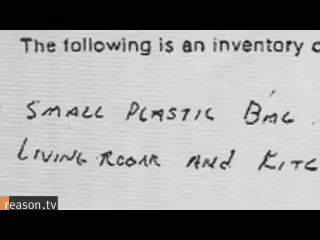 The following is an inventory o
SMALL PLASTIC BAG
LIVING ROOM AND KITC
reason.tv